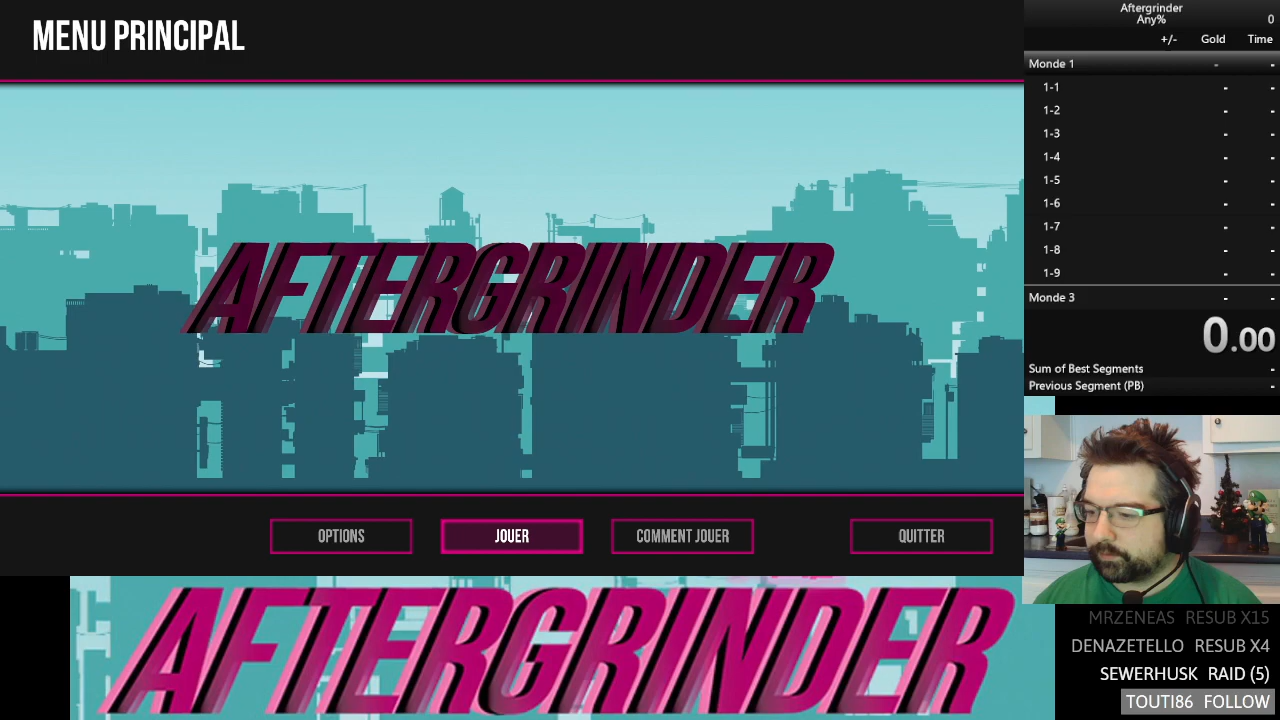 MENU PRINCIPAL
AFTERGRINDER
OPTIONS
JOUER
COMMENT JOUER
QUITTER
AFTERGRINDER
Aftergrinder
Any% 0
+/- Gold Time
Monde 1 - -
1-1 - -
1-2 - -
1-3 - -
1-4 - -
1-5 - -
1-6 - -
1-7 - -
1-8 - -
1-9 - -
Monde 3 - -
0.00
Sum of Best Segments -
Previous Segment (PB) -
MRZENEAS RESUB X15
DENAZETELLO RESUB X4
SEWERHUSK RAID (5)
TOUTI86 FOLLOW